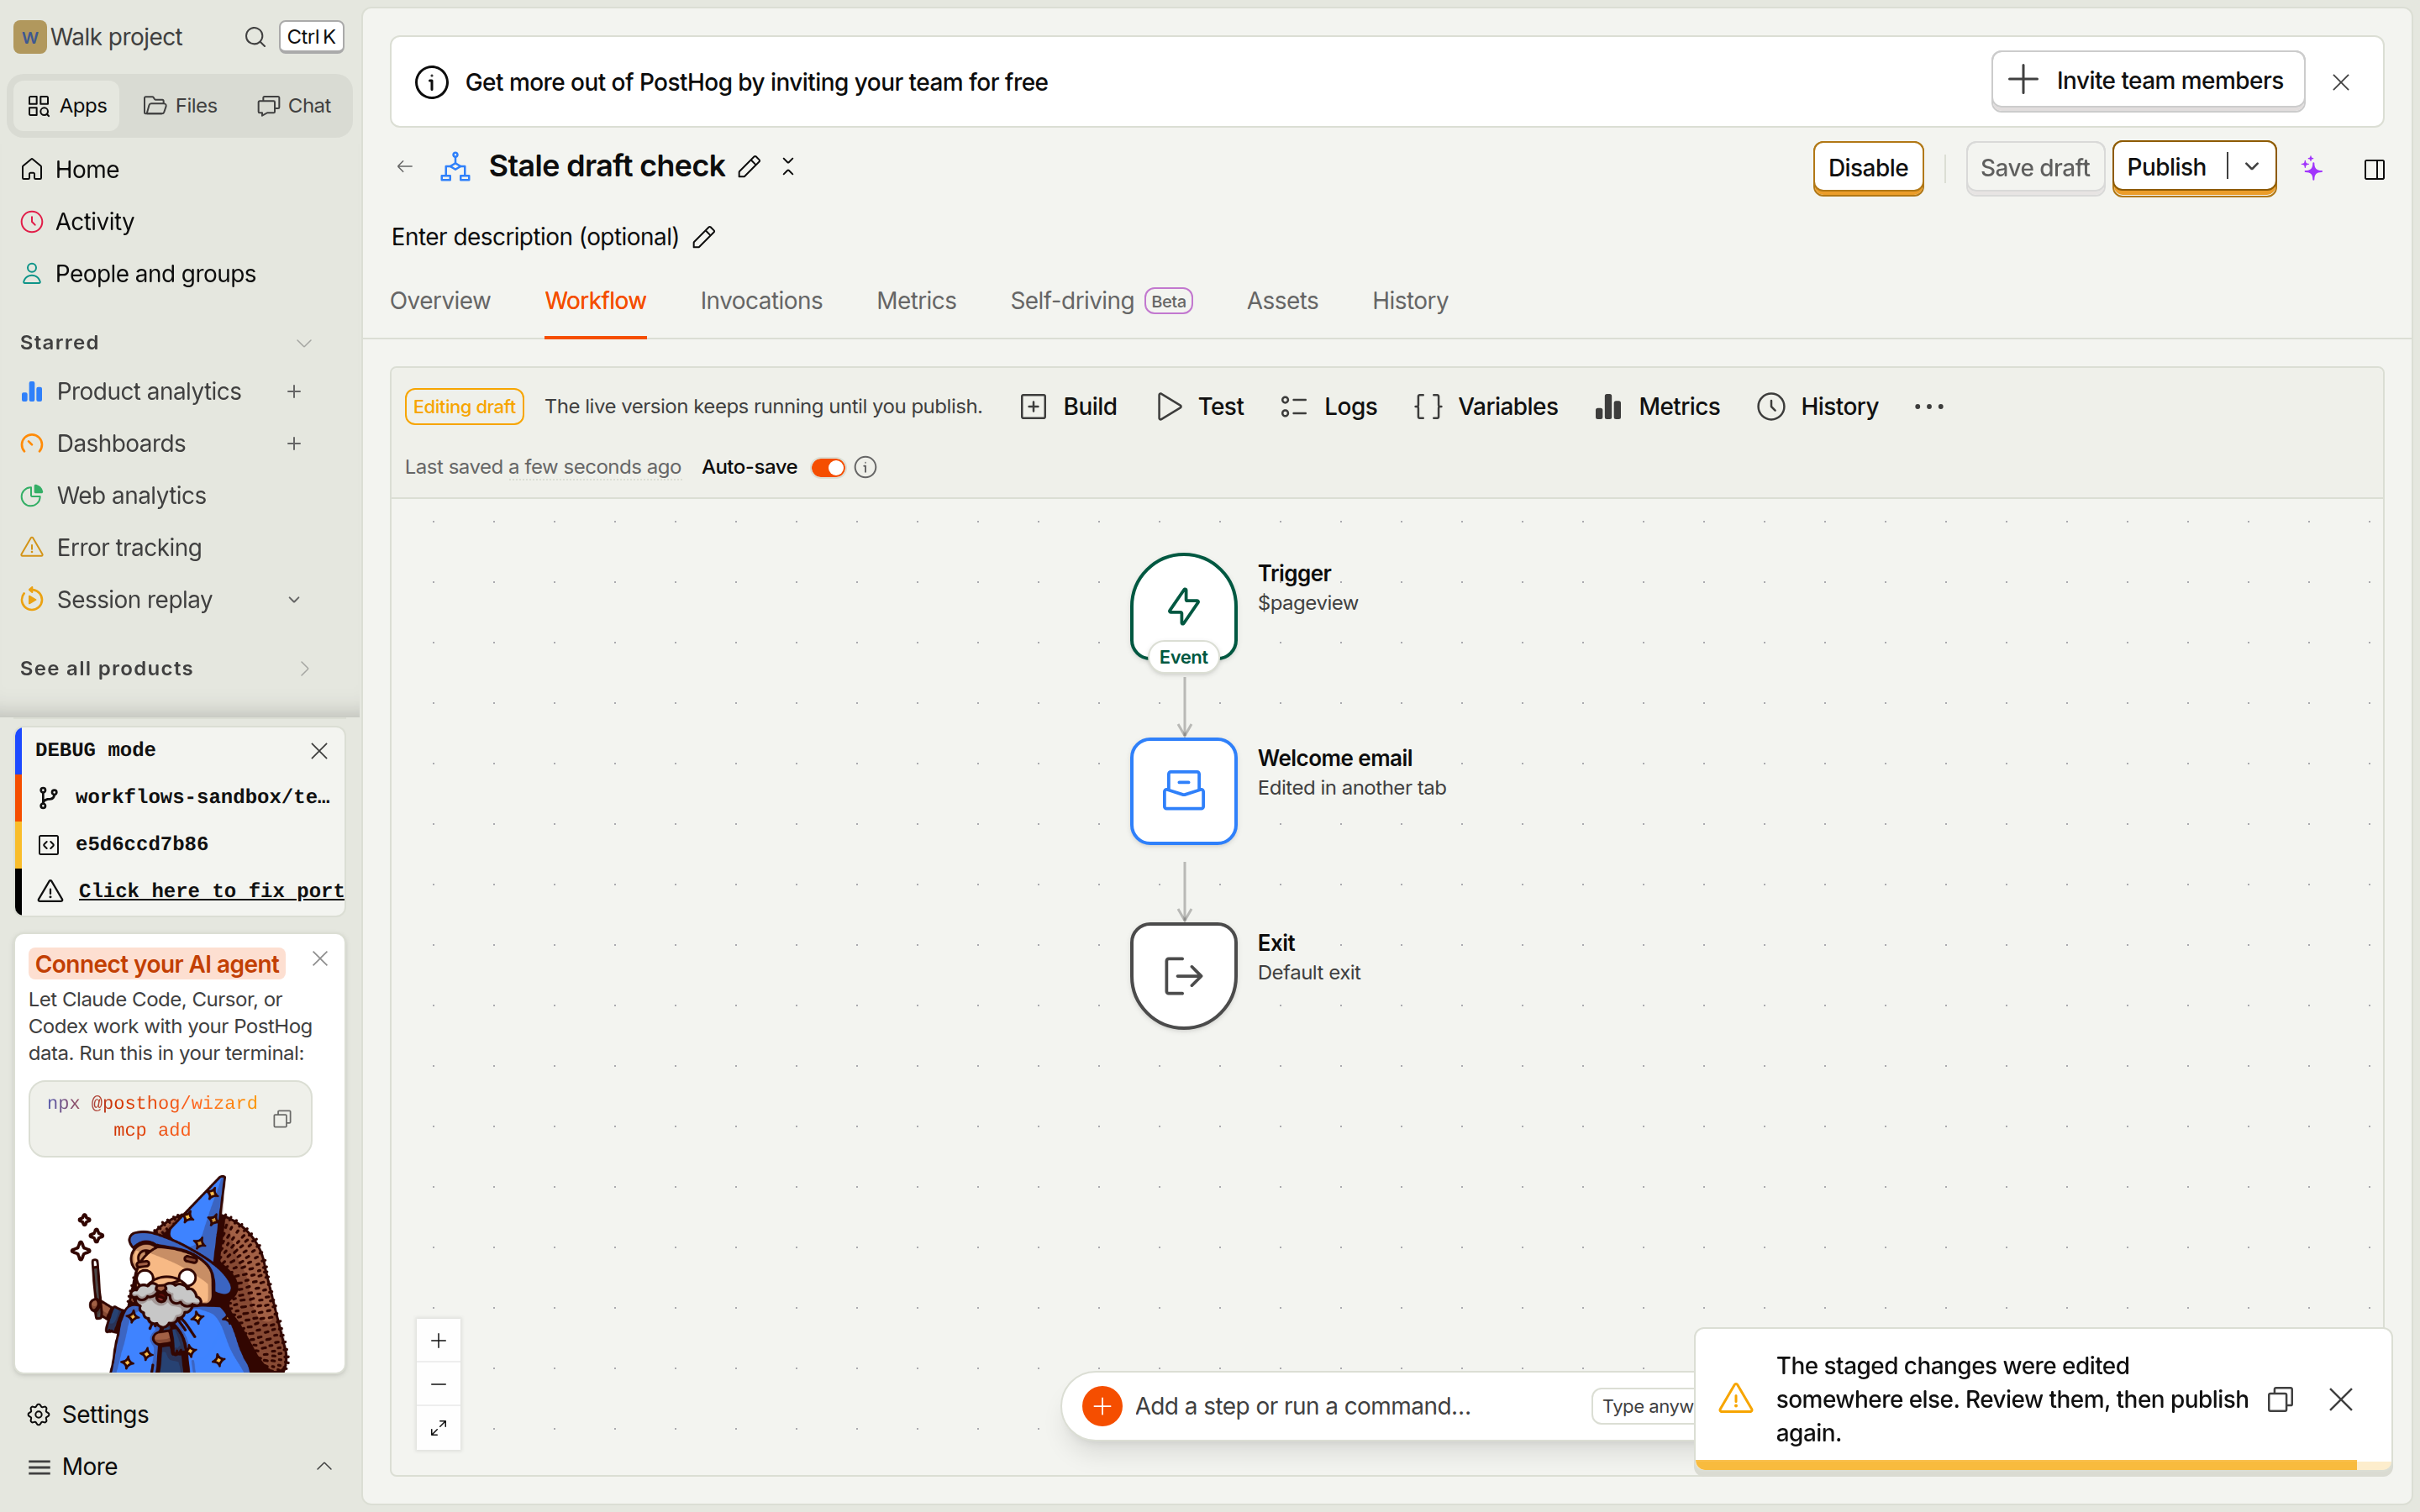 W Walk project Ctrl K
Apps Files Chat
Home
Activity
People and groups
Starred
Product analytics
Dashboards
Web analytics
Error tracking
Session replay
See all products
DEBUG mode
workflows-sandbox/te...
e5d6ccd7b86
Click here to fix port
Connect your AI agent
Let Claude Code, Cursor, or
Codex work with your PostHog
data. Run this in your terminal:
npx @posthog/wizard
mcp add
Settings
More
Get more out of PostHog by inviting your team for free
Invite team members
Stale draft check
Disable
Save draft
Publish
Enter description (optional)
Overview Workflow Invocations Metrics Self-driving Beta Assets History
Editing draft The live version keeps running until you publish. Build Test Logs Variables Metrics History
Last saved a few seconds ago Auto-save
Trigger
$pageview
Event
Welcome email
Edited in another tab
Exit
Default exit
Add a step or run a command... Type anyw
The staged changes were edited
somewhere else. Review them, then publish
again.